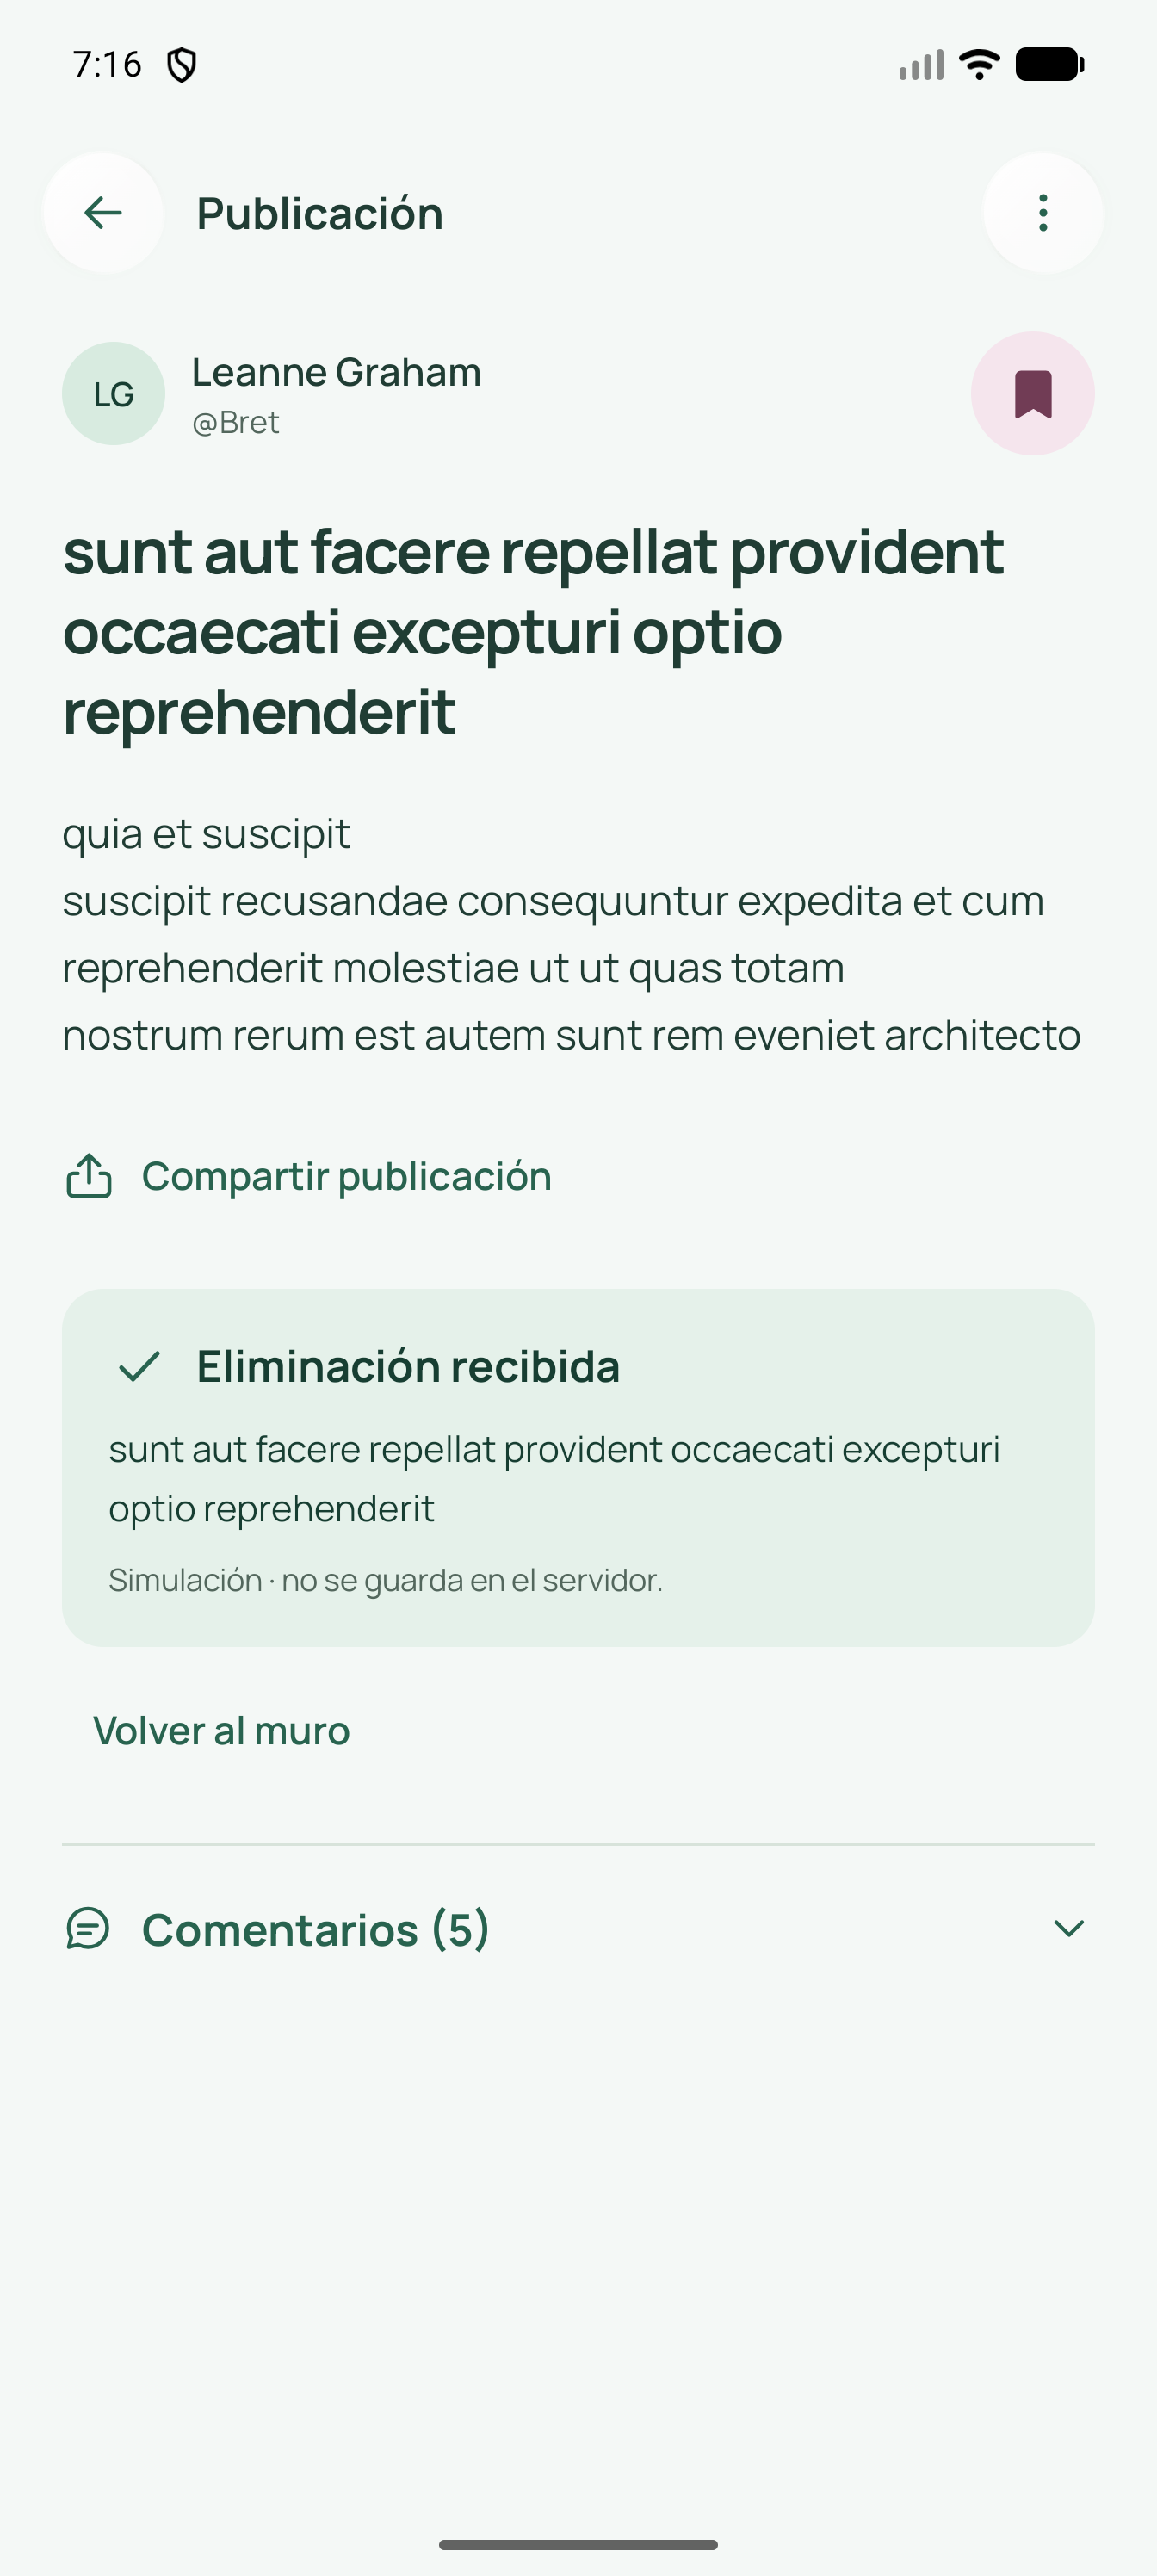 7:16
Publicación
LG
Leanne Graham
@Bret
sunt aut facere repellat provident
occaecati excepturi optio
reprehenderit
quia et suscipit
suscipit recusandae consequuntur expedita et cum
reprehenderit molestiae ut ut quas totam
nostrum rerum est autem sunt rem eveniet architecto
Compartir publicación
Eliminación recibida
sunt aut facere repellat provident occaecati excepturi
optio reprehenderit
Simulación · no se guarda en el servidor.
Volver al muro
Comentarios (5)